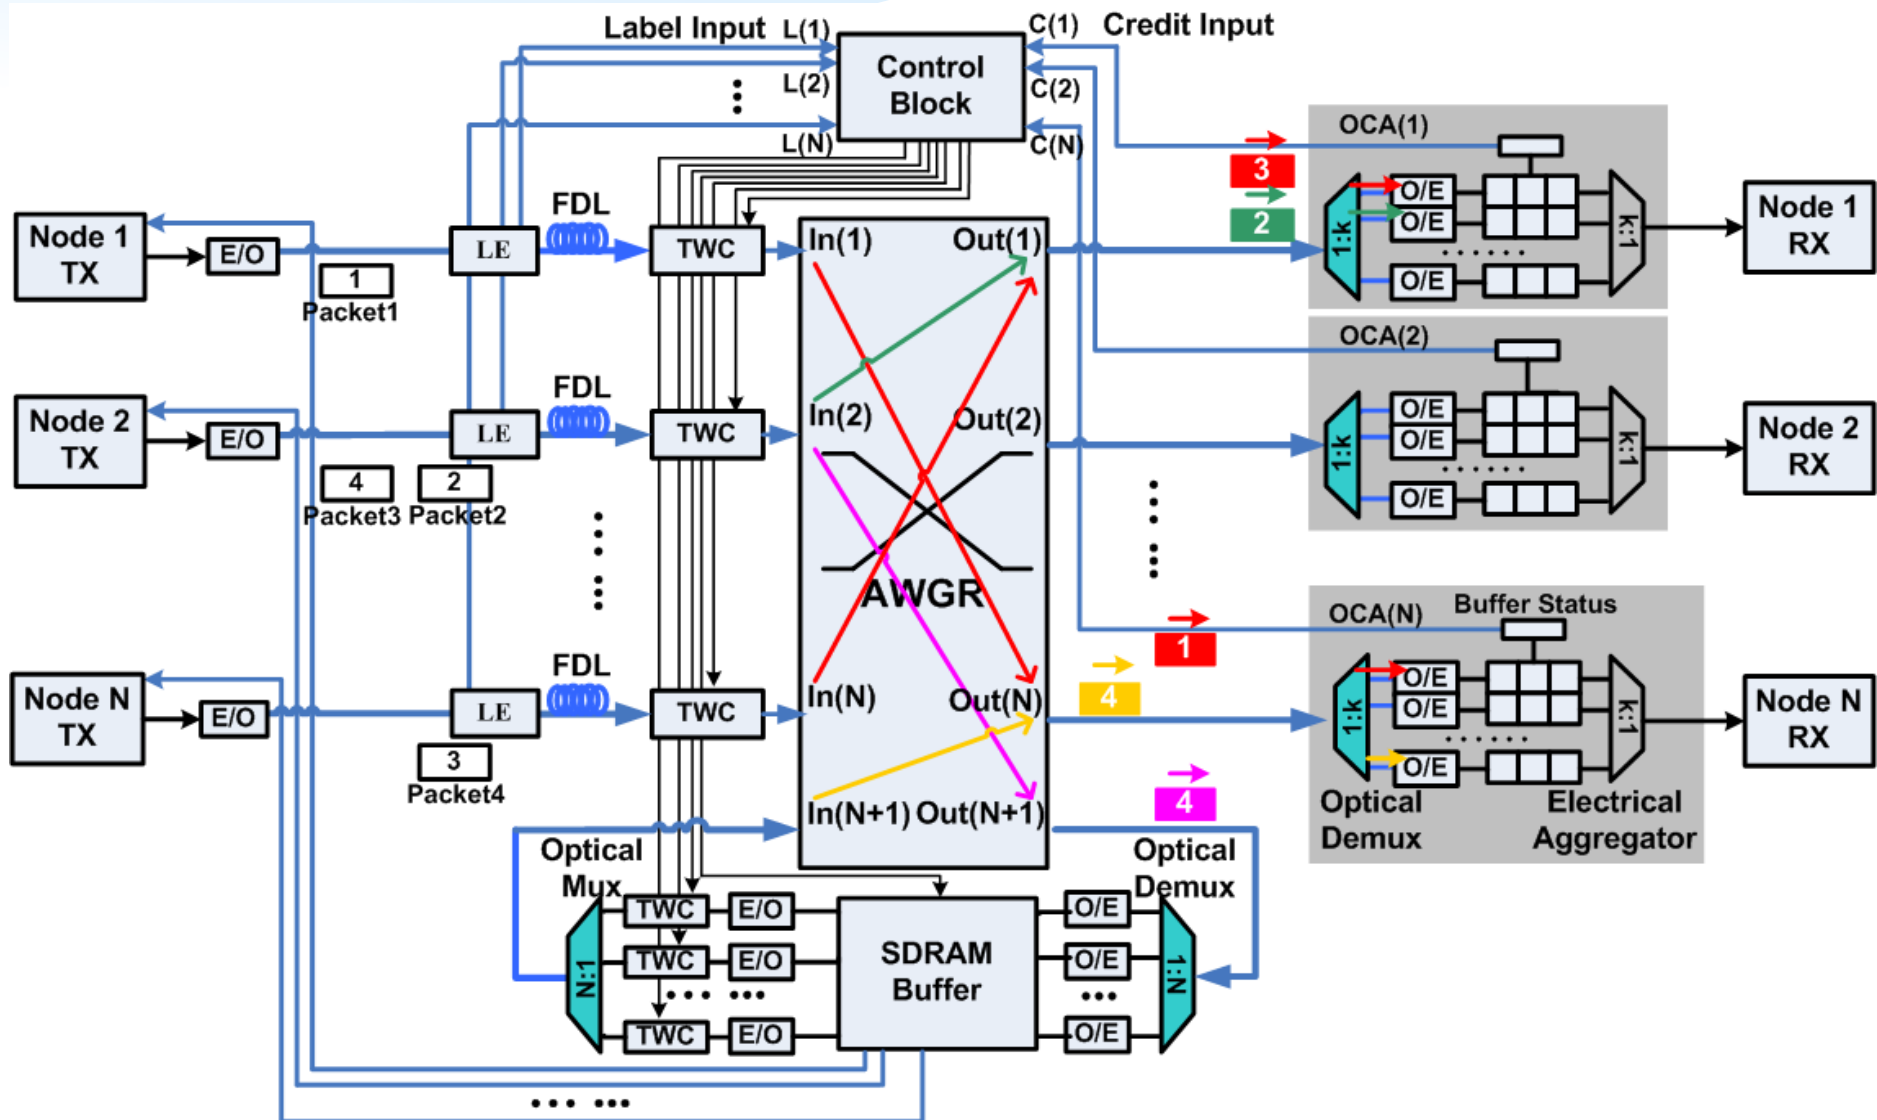 Label Input
L(1)
L(2)
L(N)
Control
Block
C(1)
C(2)
C(N)
Credit Input
Node 1
TX
E/O
1
Packet1
LE
FDL
TWC
In(1)
Out(1)
3
2
OCA(1)
1:k
O/E
O/E
O/E
k:1
Node 1
RX
Node 2
TX
E/O
4
Packet3
2
Packet2
LE
FDL
TWC
In(2)
Out(2)
AWGR
OCA(2)
1:k
O/E
O/E
O/E
k:1
Node 2
RX
Node N
TX
E/O
LE
3
Packet4
FDL
TWC
In(N)
Out(N)
In(N+1)
Out(N+1)
1
4
4
OCA(N)
Buffer Status
1:k
O/E
O/E
O/E
k:1
Optical
Demux
Electrical
Aggregator
Node N
RX
Optical
Mux
N:1
TWC
E/O
TWC
E/O
TWC
E/O
SDRAM
Buffer
O/E
O/E
O/E
Optical
Demux
1:N